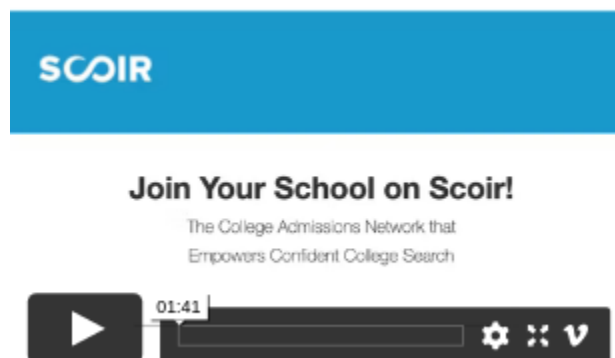 SCOIR
Join Your School on Scoir!
The College Admissions Network that
Empowers Confident College Search
01:41